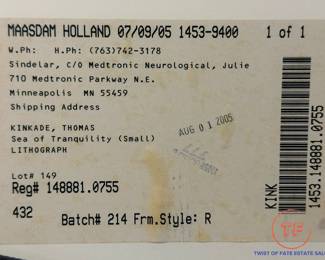 MAASDAM HOLLAND 07/09/05 1453-9400 1 of 1
W.Ph: H.Ph: (763)742-3178
Sindelar, C/O Medtronic Neurological, Julie
710 Medtronic Parkway N.E.
Minneapolis MN 55459
Shipping Address
KINKADE, THOMAS
Sea of Tranquility (Small)
LITHOGRAPH
AUG 01 2005
Lot# 149
Reg# 148881.0755
432 Batch# 214 Frm.Style: R
KINK
1453.148881.0755
TF
TWIST OF FATE ESTATE SALES